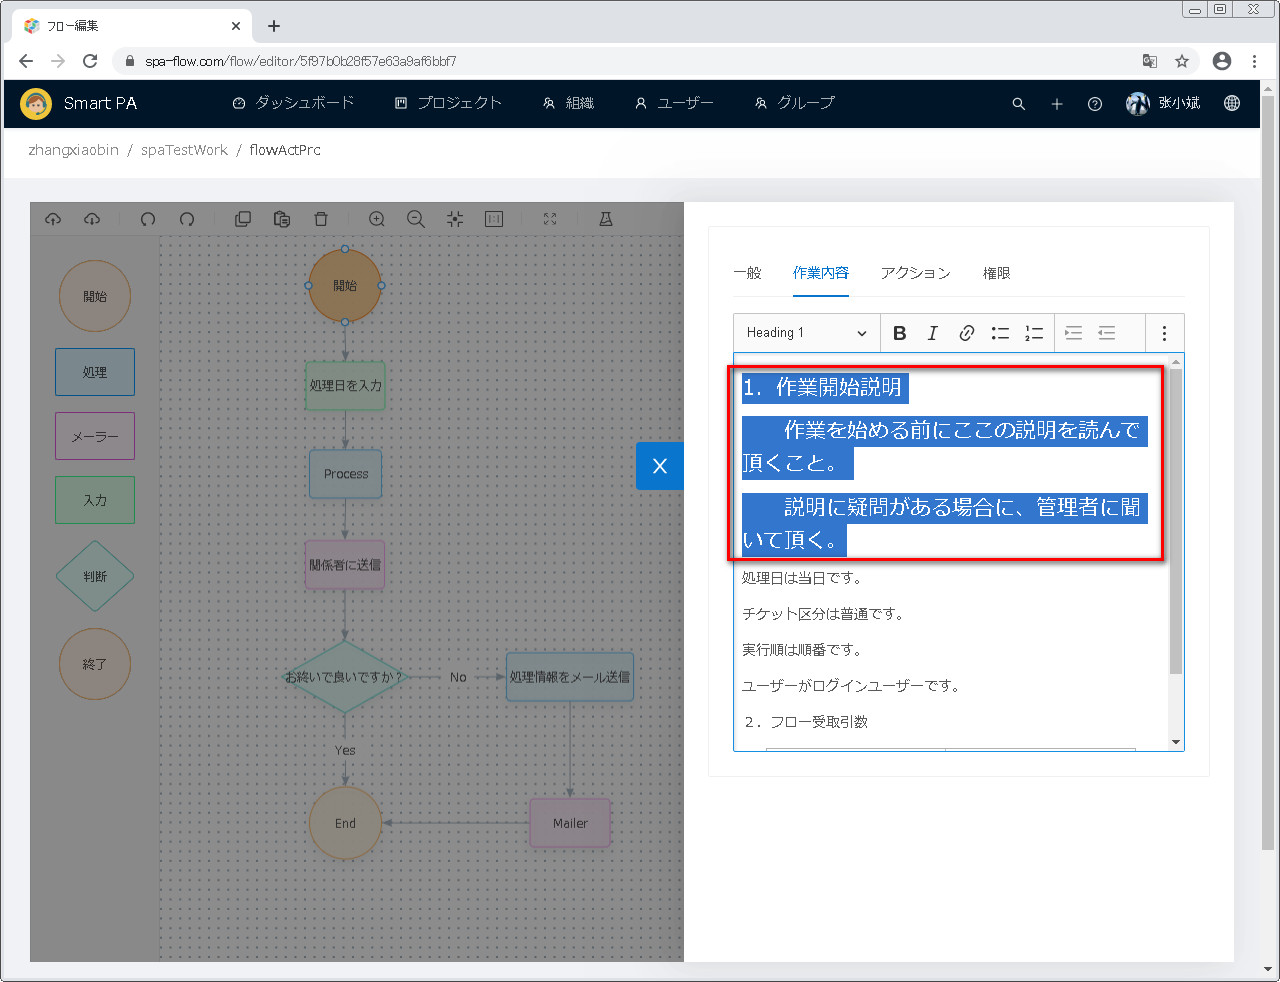 フロー編集
spa-flow.com/flow/editor/5f97b0b28f57e63a9af6bbf7
Smart PA
ダッシュボード
プロジェクト
組織
ユーザー
グループ
张小斌
zhangxiaobin / spaTestWork / flowActPrc
開始
処理
メーラー
入力
判断
終了
開始
処理日を入力
Process
関係者に送信
お終いで良いですか？
No
処理情報をメール送信
Yes
End
Mailer
X
一般
作業内容
アクション
権限
Heading 1
B I
1. 作業開始説明
作業を始める前にここの説明を読んで
頂くこと。
説明に疑問がある場合に、管理者に聞
いて頂く。
処理日は当日です。
チケット区分は普通です。
実行順は順番です。
ユーザーがログインユーザーです。
２．フロー受取引数